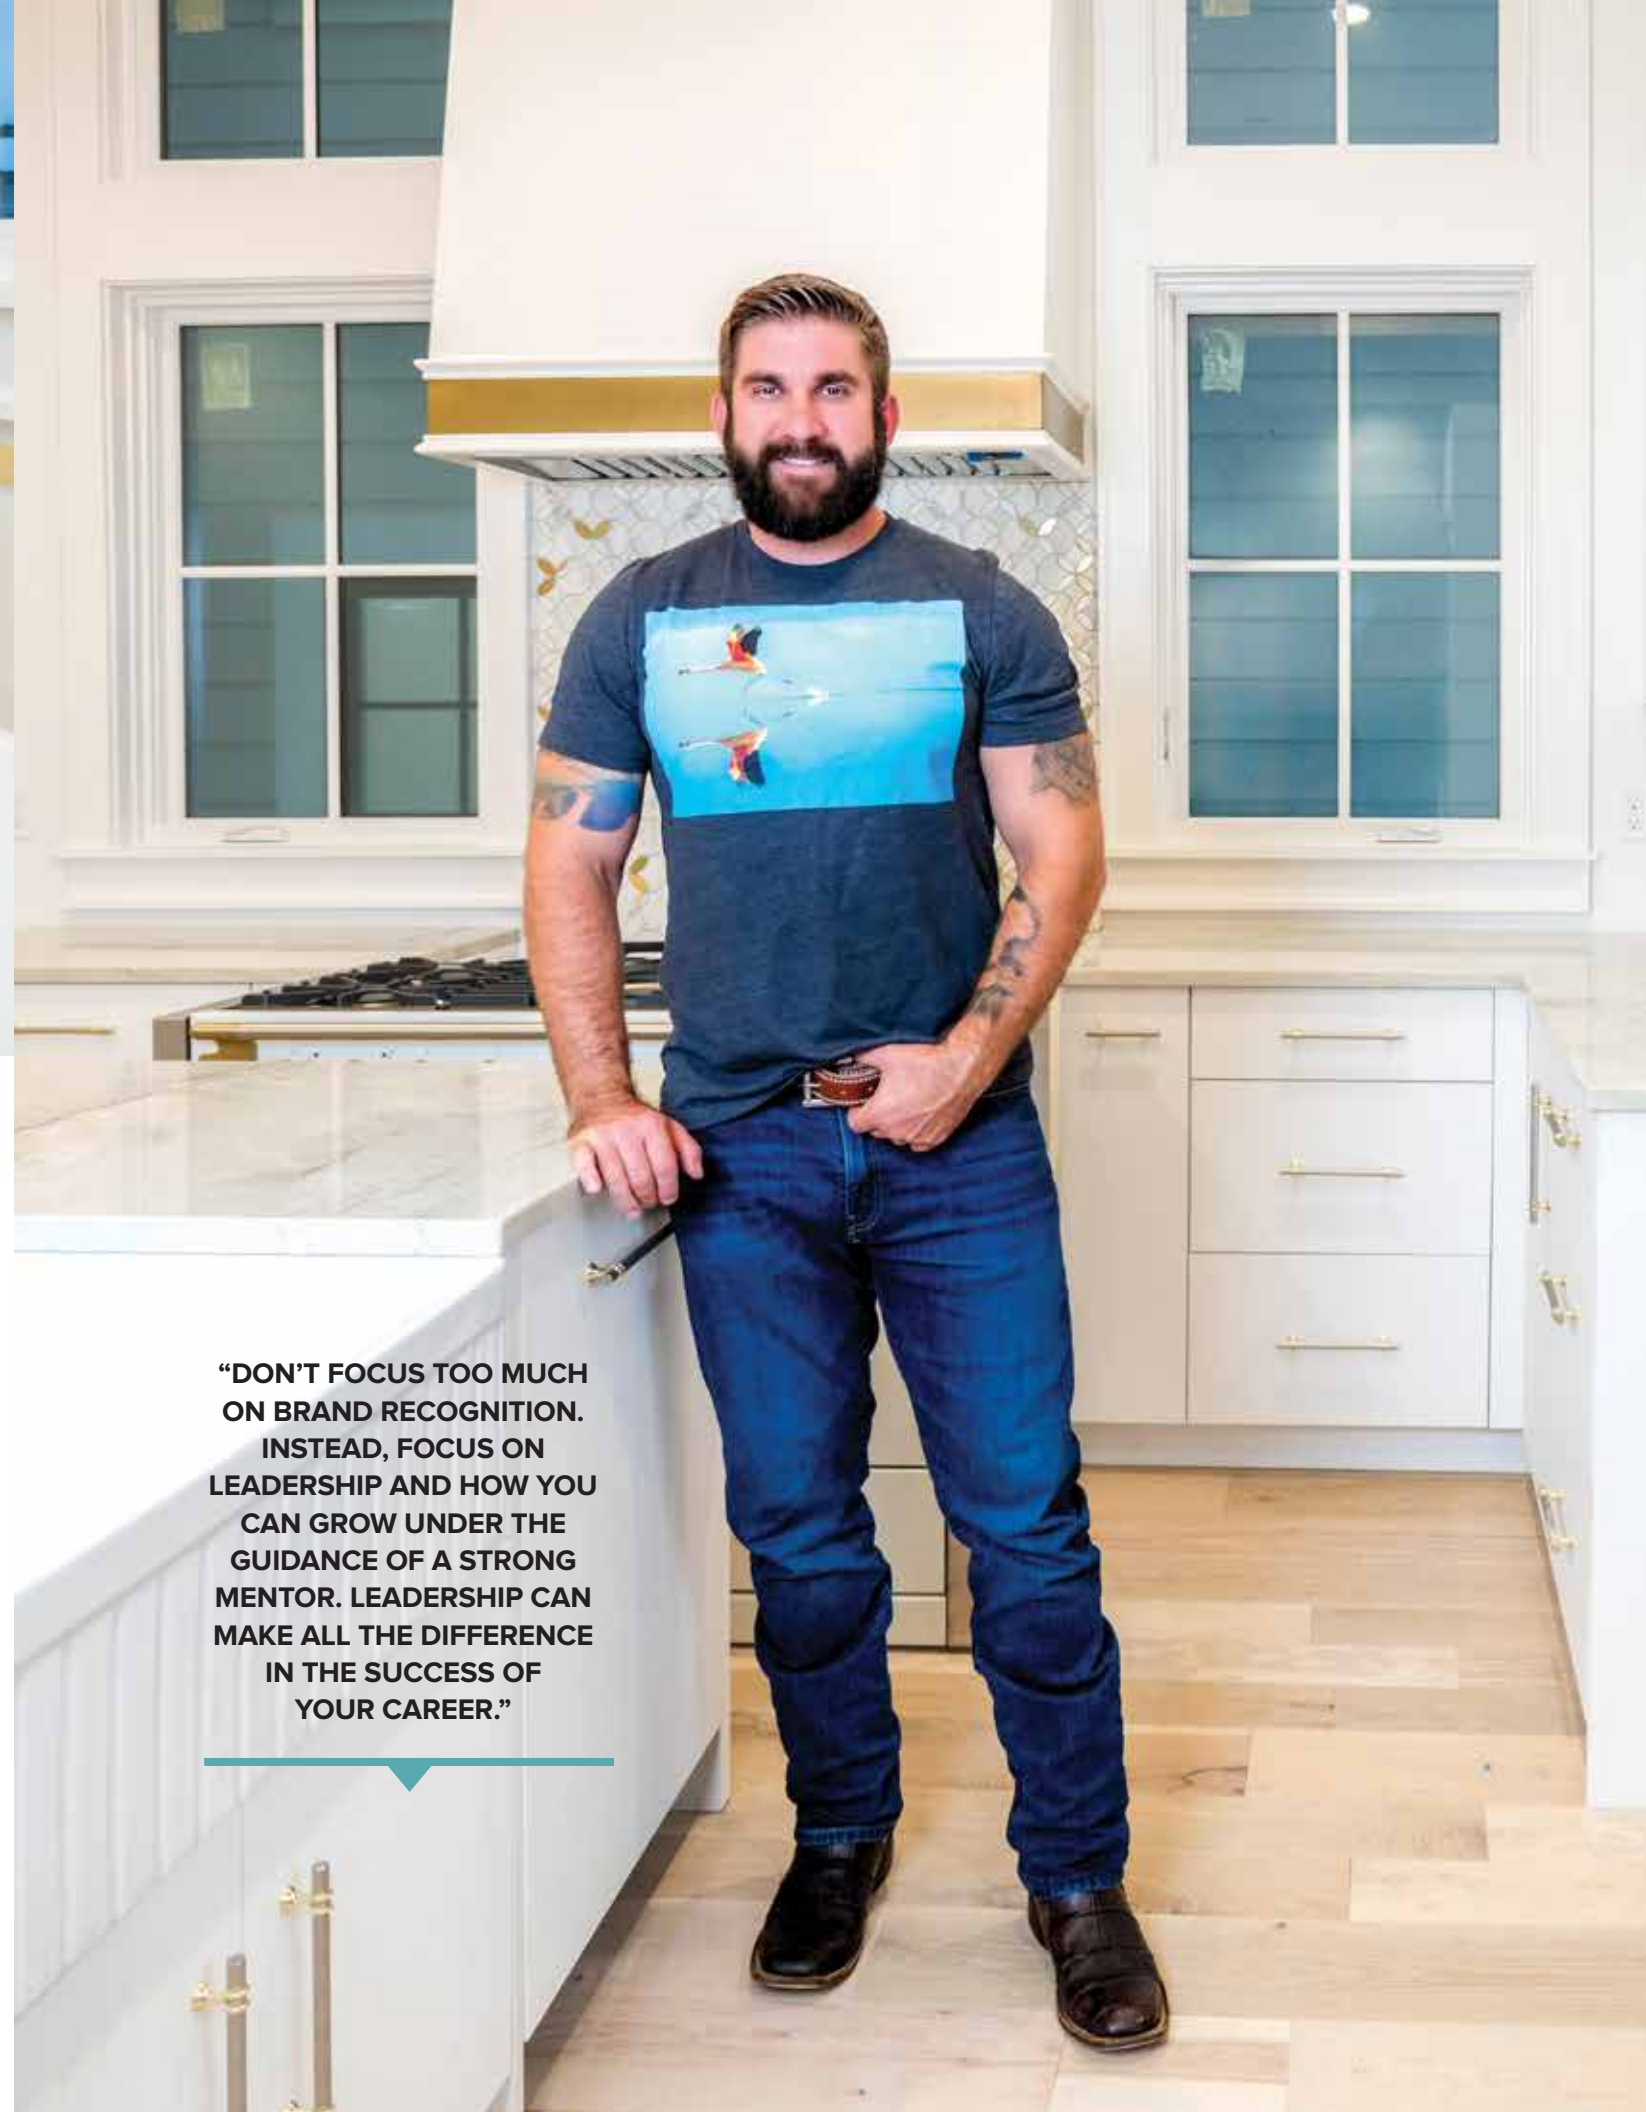 “DON’T FOCUS TOO MUCH
ON BRAND RECOGNITION.
INSTEAD, FOCUS ON
LEADERSHIP AND HOW YOU
CAN GROW UNDER THE
GUIDANCE OF A STRONG
MENTOR. LEADERSHIP CAN
MAKE ALL THE DIFFERENCE
IN THE SUCCESS OF
YOUR CAREER.”